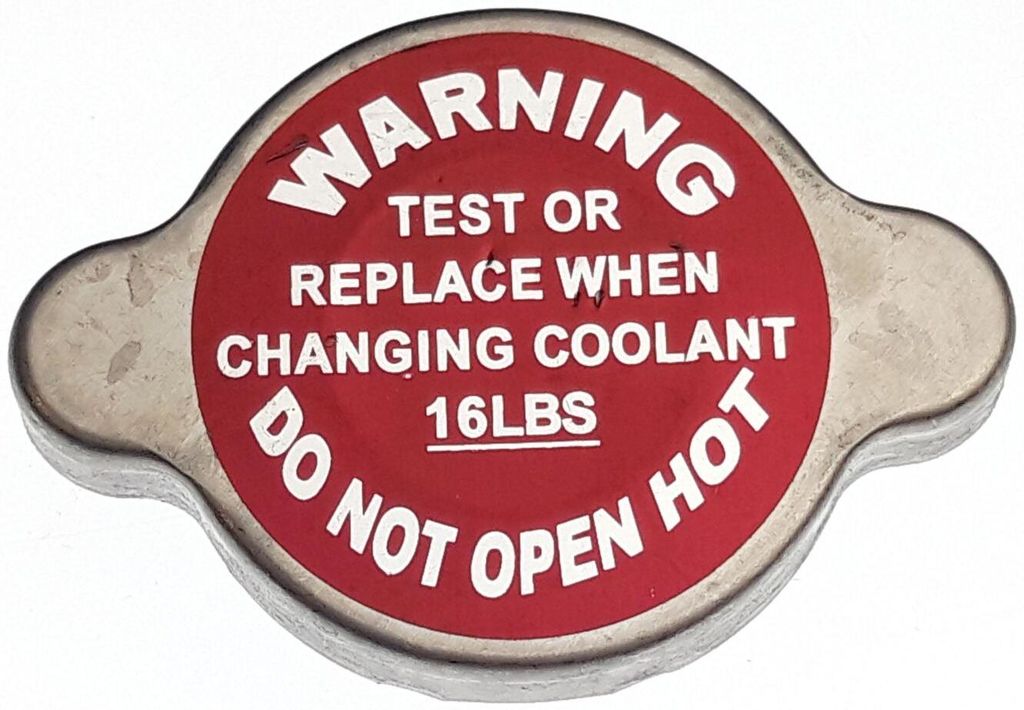 WARNING
TEST OR
REPLACE WHEN
CHANGING COOLANT
16LBS
DO NOT OPEN HOT